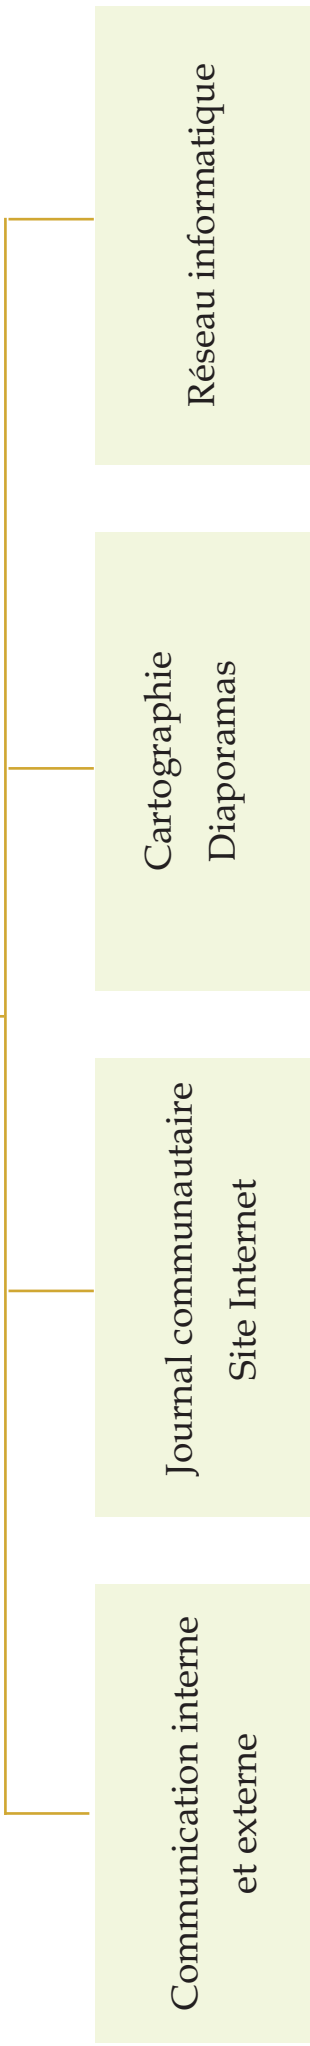 Communication interne
et externe
Journal communautaire
Site Internet
Cartographie
Diaporamas
Réseau informatique